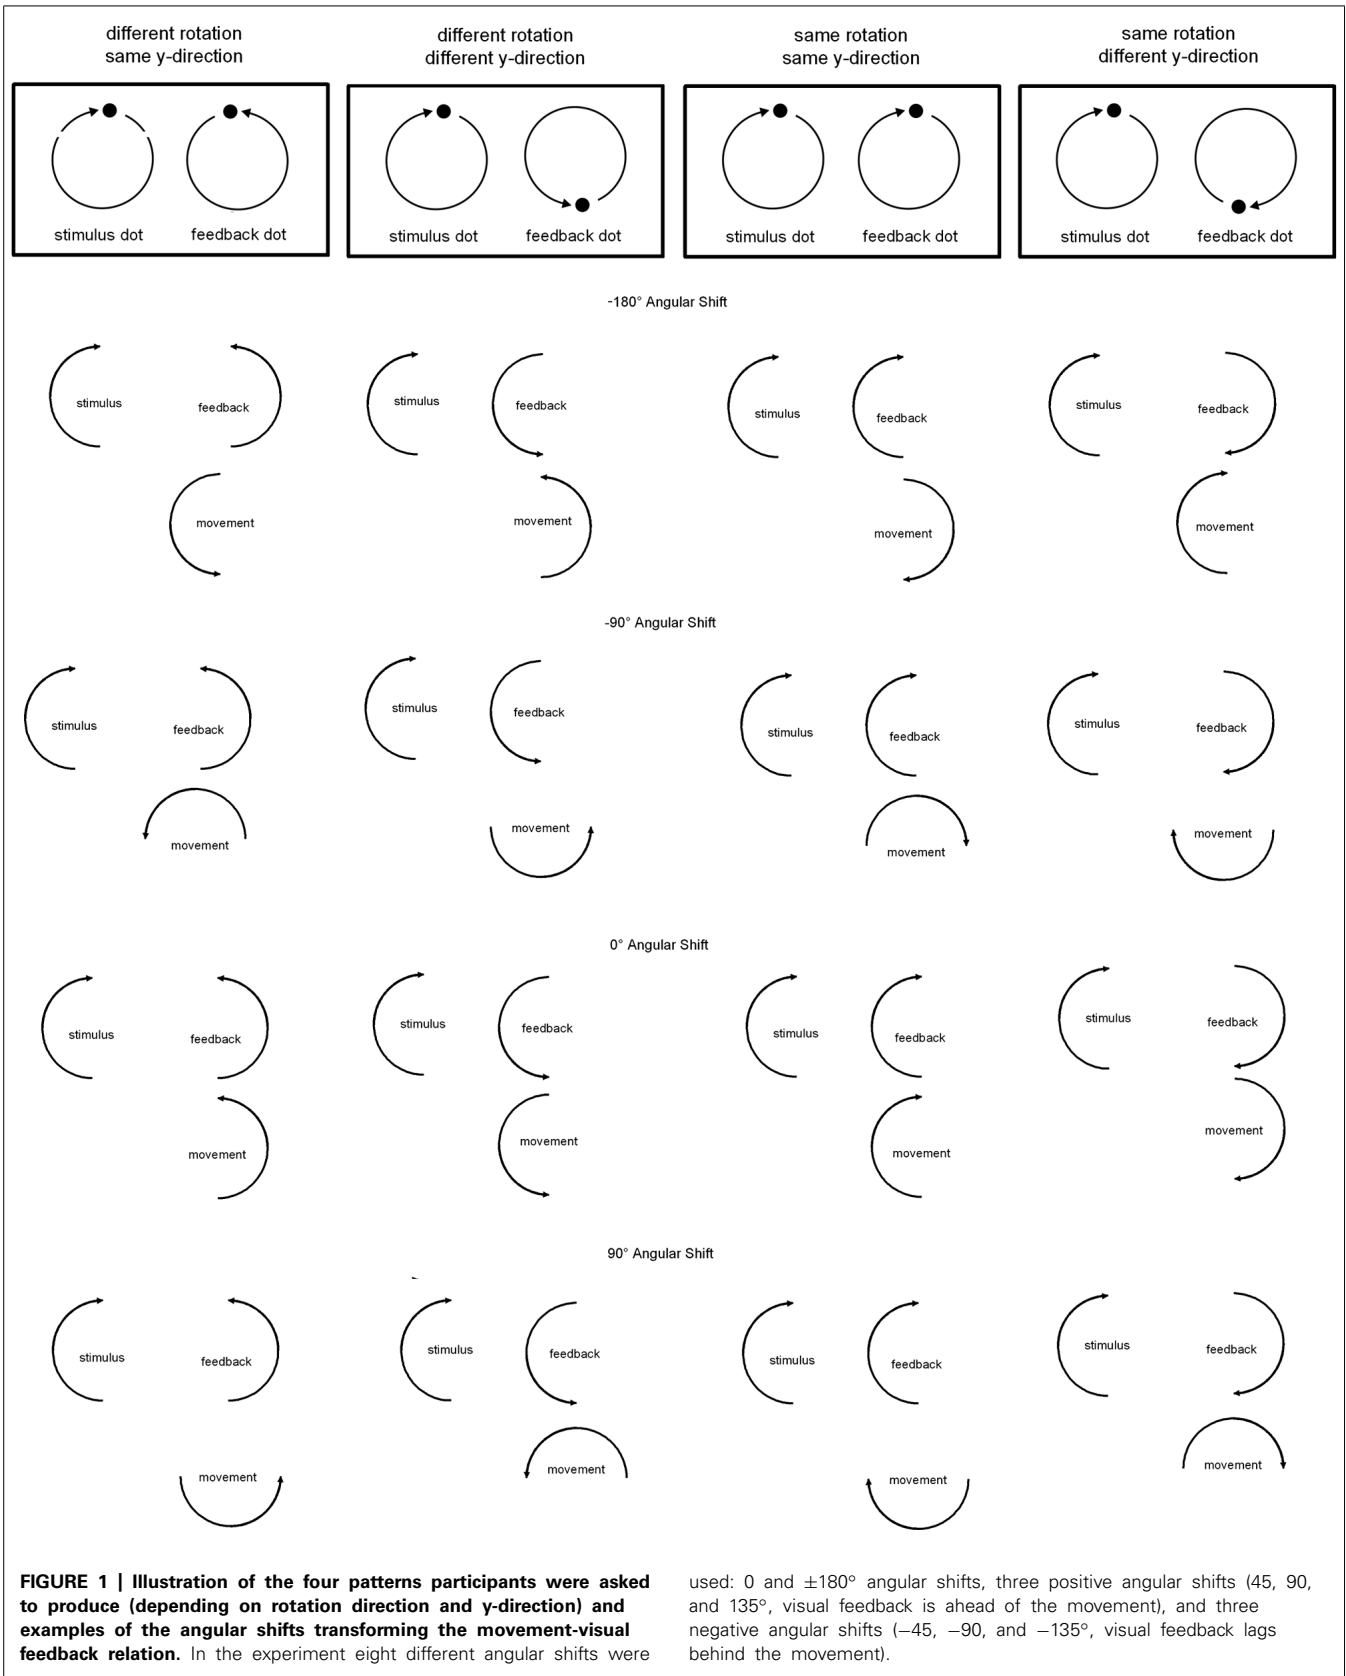 different rotation
same y-direction
different rotation
different y-direction
same rotation
same y-direction
same rotation
different y-direction
stimulus dot
feedback dot
stimulus dot
feedback dot
stimulus dot
feedback dot
stimulus dot
feedback dot
-180° Angular Shift
stimulus
feedback
movement
stimulus
feedback
movement
stimulus
feedback
movement
stimulus
feedback
movement
-90° Angular Shift
stimulus
feedback
movement
stimulus
feedback
movement
stimulus
feedback
movement
stimulus
feedback
movement
0° Angular Shift
stimulus
feedback
movement
stimulus
feedback
movement
stimulus
feedback
movement
stimulus
feedback
movement
90° Angular Shift
stimulus
feedback
movement
stimulus
feedback
movement
stimulus
feedback
movement
stimulus
feedback
movement
FIGURE 1 | Illustration of the four patterns participants were asked
to produce (depending on rotation direction and y-direction) and
examples of the angular shifts transforming the movement-visual
feedback relation. In the experiment eight different angular shifts were
used: 0 and ±180° angular shifts, three positive angular shifts (45, 90,
and 135°, visual feedback is ahead of the movement), and three
negative angular shifts (−45, −90, and −135°, visual feedback lags
behind the movement).